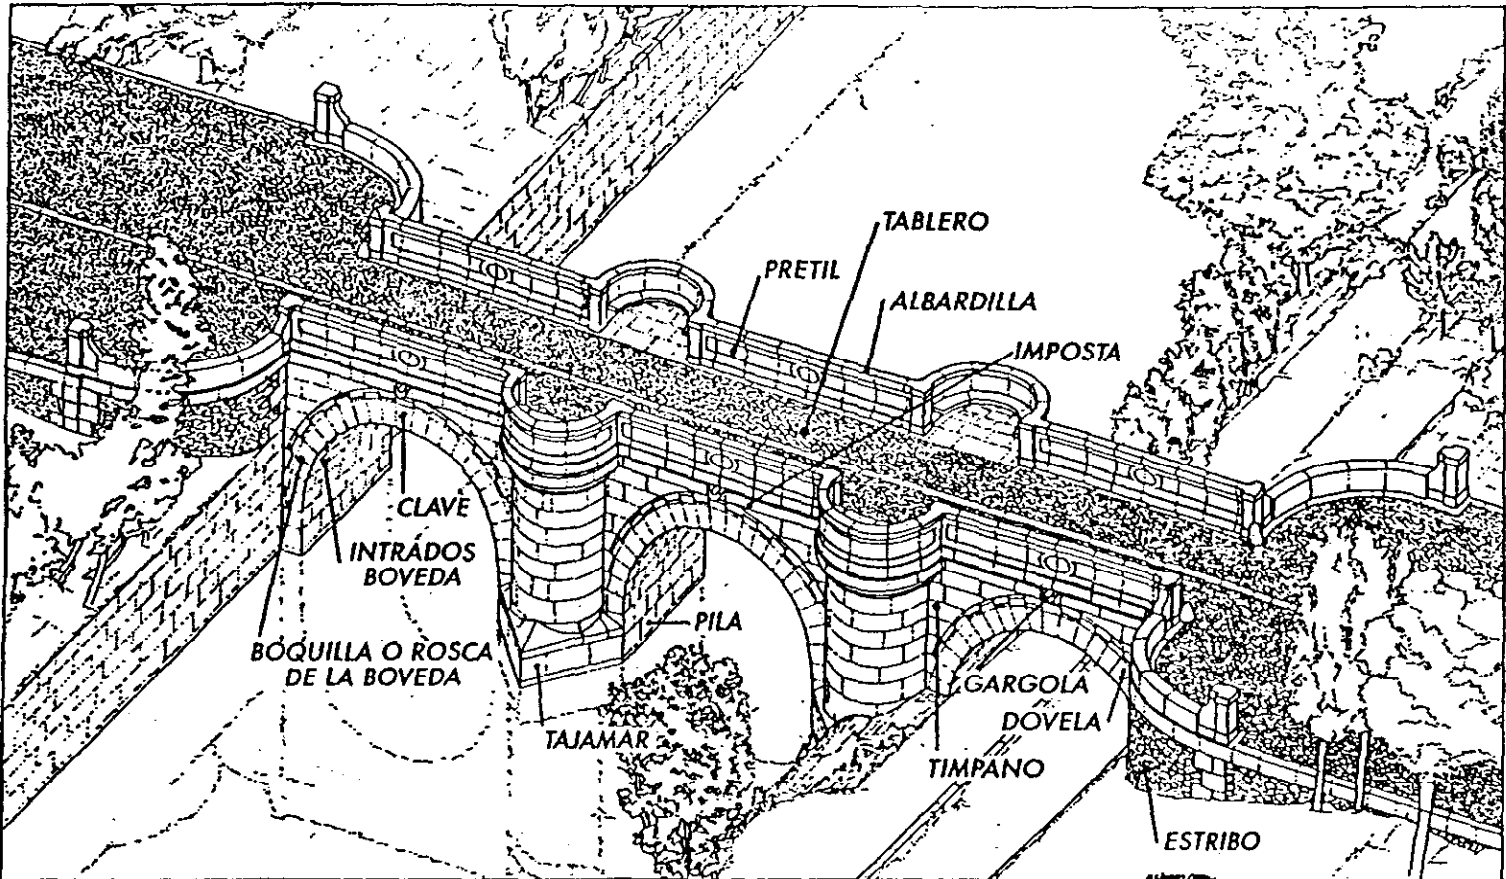 TABLERO
PRETIL
ALBARDILLA
IMPOSTA
CLAVE
INTRADOS
BOVEDA
PILA
BOQUILLA O ROSCA
DE LA BOVEDA
GARGOLA
DOVELA
TAJAMAR
TIMPANO
ESTRIBO